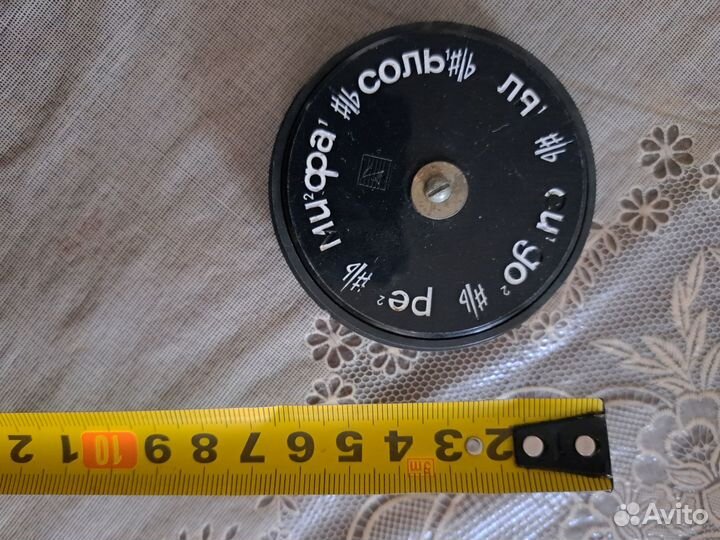 ми² фа¹ #/b соль¹ #/b ля¹ #/b си¹ до² #/b ре² #/b
2 3 4 5 6 7 8 9 10 1 2
Avito